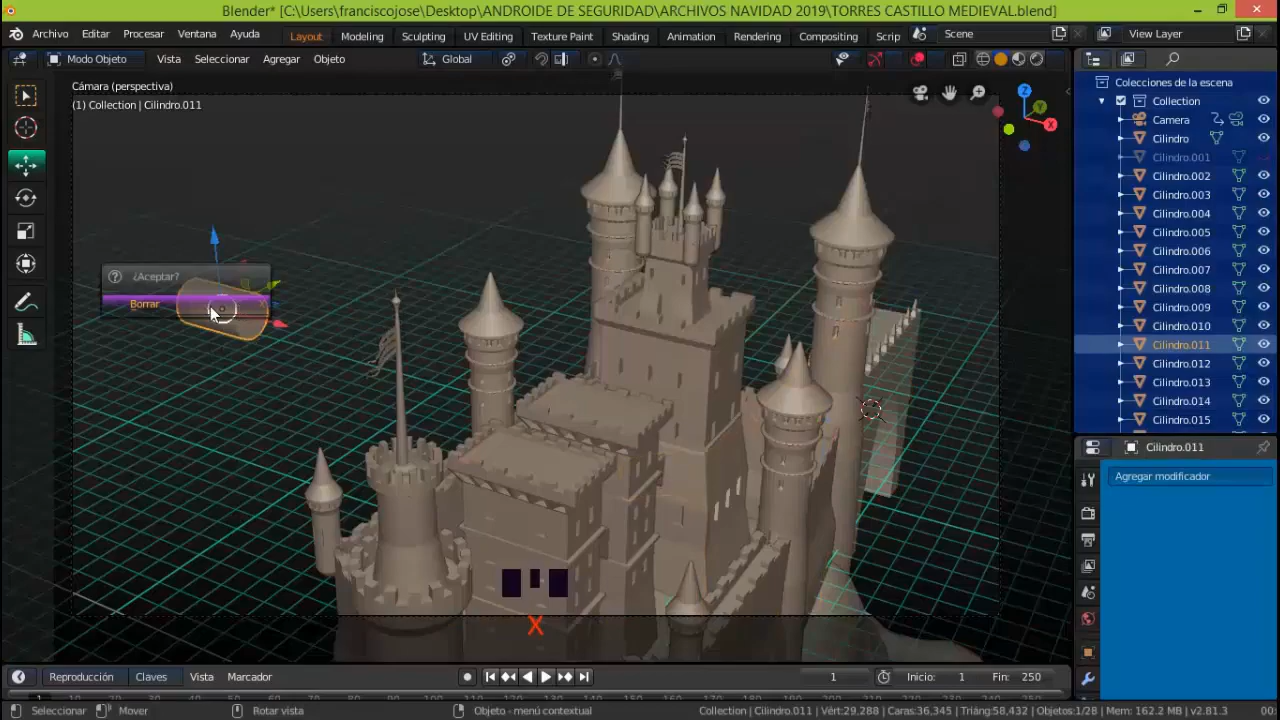 Blender* [C:\Users\franciscojose\Desktop\ANDROIDE DE SEGURIDAD\ARCHIVOS NAVIDAD 2019\TORRES CASTILLO MEDIEVAL.blend]
Archivo Editar Procesar Ventana Ayuda Layout Modeling Sculpting UV Editing Texture Paint Shading Animation Rendering Compositing Scrip Scene View Layer
Modo Objeto Vista Seleccionar Agregar Objeto Global
Cámara (perspectiva)
(1) Collection | Cilindro.011
Z
Y
X
¿Aceptar?
Borrar
X
Colecciones de la escena
Collection
Camera
Cilindro
Cilindro.001
Cilindro.002
Cilindro.003
Cilindro.004
Cilindro.005
Cilindro.006
Cilindro.007
Cilindro.008
Cilindro.009
Cilindro.010
Cilindro.011
Cilindro.012
Cilindro.013
Cilindro.014
Cilindro.015
Cilindro.011
Agregar modificador
Reproducción Claves Vista Marcador 1 Inicio: 1 Fin: 250
Seleccionar Mover Rotar vista Objeto - menú contextual Collection | Cilindro.011 | Vért:29,288 | Caras:36,345 | Triáng:58,432 | Objetos:1/28 | Mem: 162.2 MB | v2.81.3